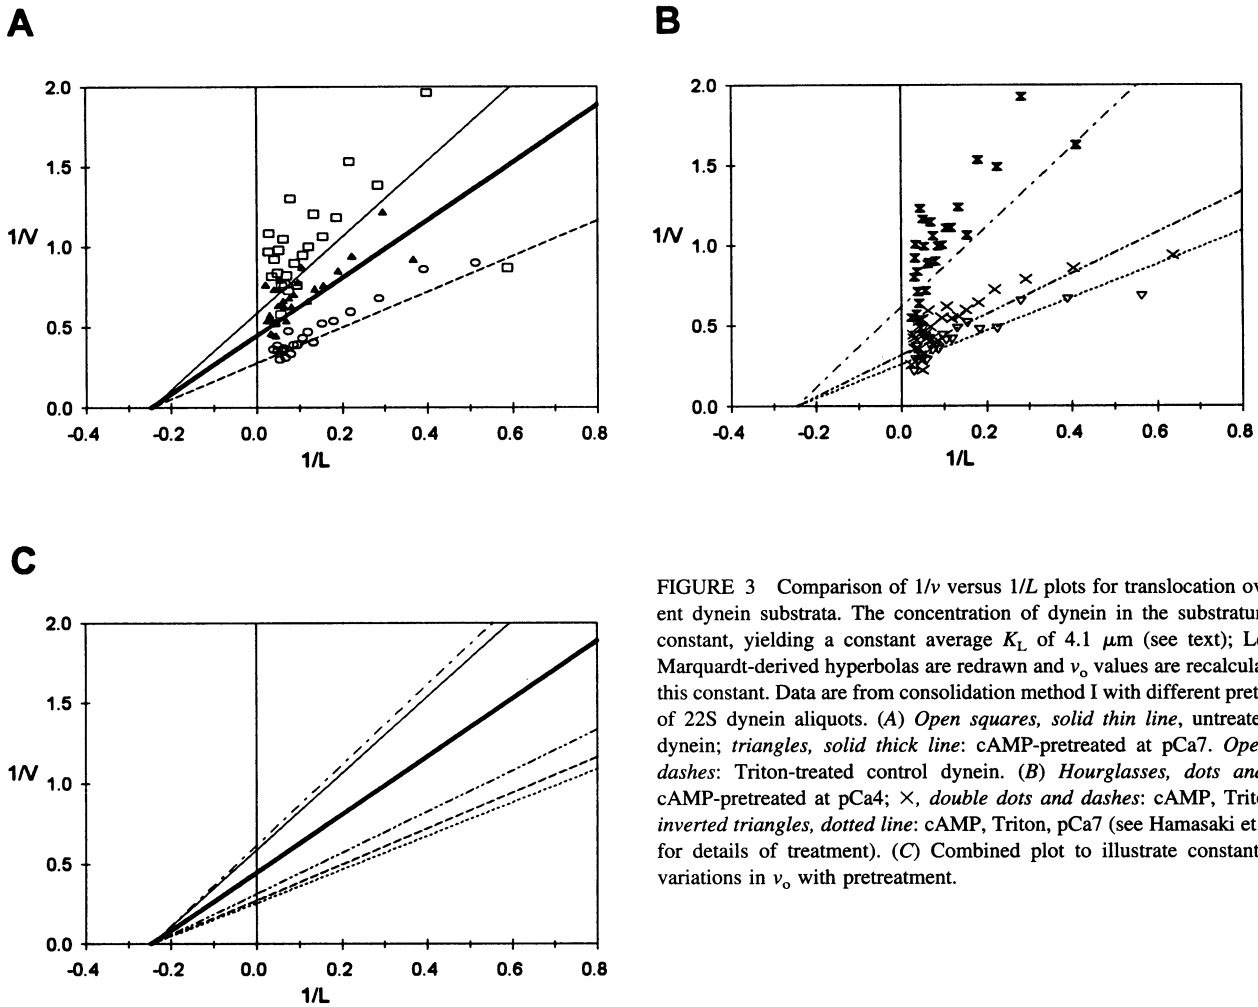 A
2.0
1.5
1.0
0.5
0.0
1/V
-0.4 -0.2 0.0 0.2 0.4 0.6 0.8
1/L
B
2.0
1.5
1.0
0.5
0.0
1/V
-0.4 -0.2 0.0 0.2 0.4 0.6 0.8
1/L
C
2.0
1.5
1.0
0.5
0.0
1/V
-0.4 -0.2 0.0 0.2 0.4 0.6 0.8
1/L
FIGURE 3 Comparison of 1/v versus 1/L plots for translocation
ent dynein substrata. The concentration of dynein in the
constant, yielding a constant average K_L of 4.1 μm (see text);
Marquardt-derived hyperbolas are redrawn and v_o values are
this constant. Data are from consolidation method I with different
of 22S dynein aliquots. (A) Open squares, solid thin line,
dynein; triangles, solid thick line: cAMP-pretreated at pCa7.
dashes: Triton-treated control dynein. (B) Hourglasses, dots
cAMP-pretreated at pCa4; ×, double dots and dashes: cAMP,
inverted triangles, dotted line: cAMP, Triton, pCa7 (see Hamasaki et
for details of treatment). (C) Combined plot to illustrate
variations in v_o with pretreatment.